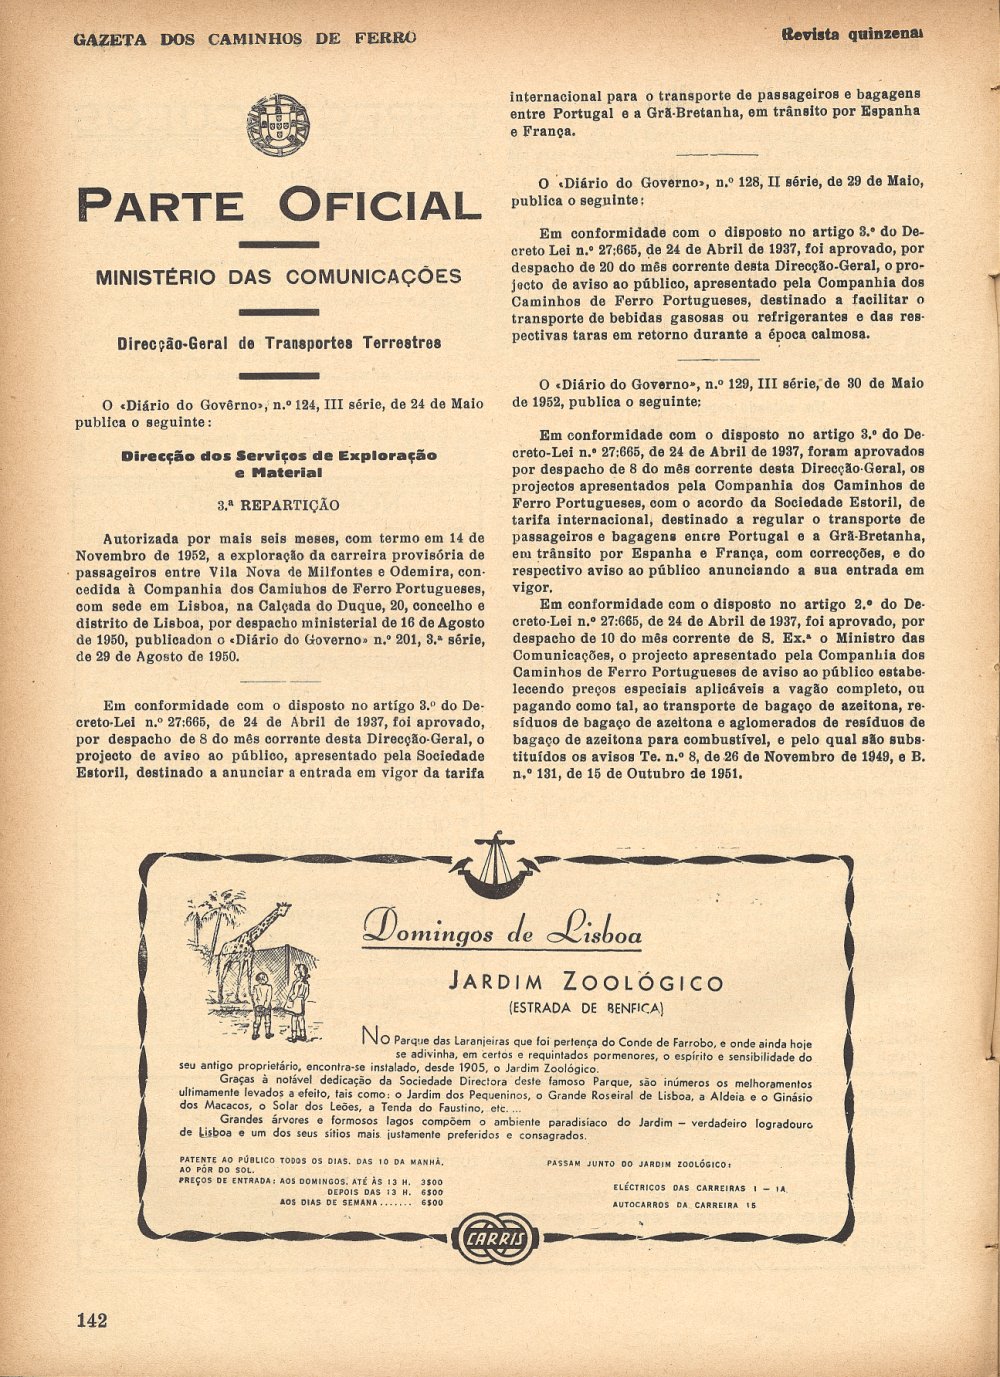 GAZETA DOS CAMINHOS DE FERRO
Revista quinzenal
PARTE OFICIAL
MINISTÉRIO DAS COMUNICAÇÕES
Direcção-Geral de Transportes Terrestres
O «Diário do Govêrno», n.º 124, III série, de 24 de Maio
publica o seguinte:
Direcção dos Serviços de Exploração
e Material
3.ª REPARTIÇÃO
Autorizada por mais seis meses, com termo em 14 de
Novembro de 1952, a exploração da carreira provisória de
passageiros entre Vila Nova de Milfontes e Odemira, con-
cedida à Companhia dos Caminhos de Ferro Portugueses,
com sede em Lisboa, na Calçada do Duque, 20, concelho e
distrito de Lisboa, por despacho ministerial de 16 de Agosto
de 1950, publicadon o «Diário do Governo» n.º 201, 3.ª série,
de 29 de Agosto de 1950.
Em conformidade com o disposto no artigo 3.º do De-
creto-Lei n.º 27:665, de 24 de Abril de 1937, foi aprovado,
por despacho de 8 do mês corrente desta Direcção-Geral, o
projecto de aviso ao público, apresentado pela Sociedade
Estoril, destinado a anunciar a entrada em vigor da tarifa
internacional para o transporte de passageiros e bagagens
entre Portugal e a Grã-Bretanha, em trânsito por Espanha
e França.
O «Diário do Governo», n.º 128, II série, de 29 de Maio,
publica o seguinte:
Em conformidade com o disposto no artigo 3.º do De-
creto Lei n.º 27:665, de 24 de Abril de 1937, foi aprovado, por
despacho de 20 do mês corrente desta Direcção-Geral, o pro-
jecto de aviso ao público, apresentado pela Companhia dos
Caminhos de Ferro Portugueses, destinado a facilitar o
transporte de bebidas gasosas ou refrigerantes e das res-
pectivas taras em retorno durante a época calmosa.
O «Diário do Governo», n.º 129, III série, de 30 de Maio
de 1952, publica o seguinte:
Em conformidade com o disposto no artigo 3.º do De-
creto-Lei n.º 27:665, de 24 de Abril de 1937, foram aprovados
por despacho de 8 do mês corrente desta Direcção-Geral, os
projectos apresentados pela Companhia dos Caminhos de
Ferro Portugueses, com o acordo da Sociedade Estoril, de
tarifa internacional, destinado a regular o transporte de
passageiros e bagagens entre Portugal e a Grã-Bretanha,
em trânsito por Espanha e França, com correcções, e do
respectivo aviso ao público anunciando a sua entrada em
vigor.
Em conformidade com o disposto no artigo 2.º do De-
creto-Lei n.º 27:665, de 24 de Abril de 1937, foi aprovado, por
despacho de 10 do mês corrente de S. Ex.ª o Ministro das
Comunicações, o projecto apresentado pela Companhia dos
Caminhos de Ferro Portugueses de aviso ao público estabe-
lecendo preços especiais aplicáveis a vagão completo, ou
pagando como tal, ao transporte de bagaço de azeitona, re-
síduos de bagaço de azeitona e aglomerados de resíduos de
bagaço de azeitona para combustível, e pelo qual são subs-
tituídos os avisos Te. n.º 8, de 26 de Novembro de 1949, e B.
n.º 131, de 15 de Outubro de 1951.
Domingos de Lisboa
JARDIM ZOOLÓGICO
(ESTRADA DE BENFICA)
NO Parque das Laranjeiras que foi pertença do Conde de Farrobo, e onde ainda hoje
se adivinha, em certos e requintados pormenores, o espírito e sensibilidade do
seu antigo proprietário, encontra-se instalado, desde 1905, o Jardim Zoológico.
Graças à notável dedicação da Sociedade Directora deste famoso Parque, são inúmeros os melhoramentos
ultimamente levados a efeito, tais como: o Jardim dos Pequeninos, o Grande Roseiral de Lisboa, a Aldeia e o Ginásio
dos Macacos, o Solar dos Leões, a Tenda do Faustino, etc. ...
Grandes árvores e formosos lagos compõem o ambiente paradisíaco do Jardim – verdadeiro logradouro
de Lisboa e um dos seus sítios mais justamente preferidos e consagrados.
PATENTE AO PÚBLICO TODOS OS DIAS, DAS 10 DA MANHÃ,
AO PÔR DO SOL.
PREÇOS DE ENTRADA: AOS DOMINGOS, ATÉ ÀS 13 H. 3$00
DEPOIS DAS 13 H. 6$00
AOS DIAS DE SEMANA....... 6$00
PASSAM JUNTO DO JARDIM ZOOLÓGICO:
ELÉCTRICOS DAS CARREIRAS 1 – 1A
AUTOCARROS DA CARREIRA 15
CARRIS
142